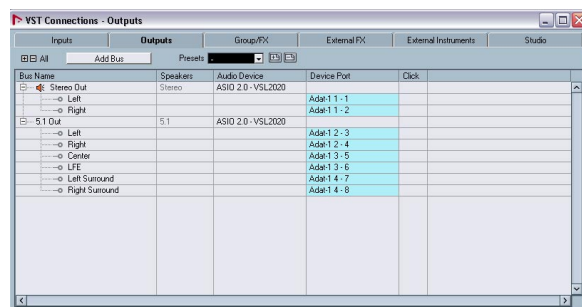 VST Connections - Outputs
Inputs Outputs Group/FX External FX External Instruments Studio
All Add Bus Presets
Bus Name Speakers Audio Device Device Port Click
Stereo Out Stereo ASIO 2.0 - VSL2020
Left Adat-1 1 - 1
Right Adat-1 1 - 2
5.1 Out 5.1 ASIO 2.0 - VSL2020
Left Adat-1 2 - 3
Right Adat-1 2 - 4
Center Adat-1 3 - 5
LFE Adat-1 3 - 6
Left Surround Adat-1 4 - 7
Right Surround Adat-1 4 - 8